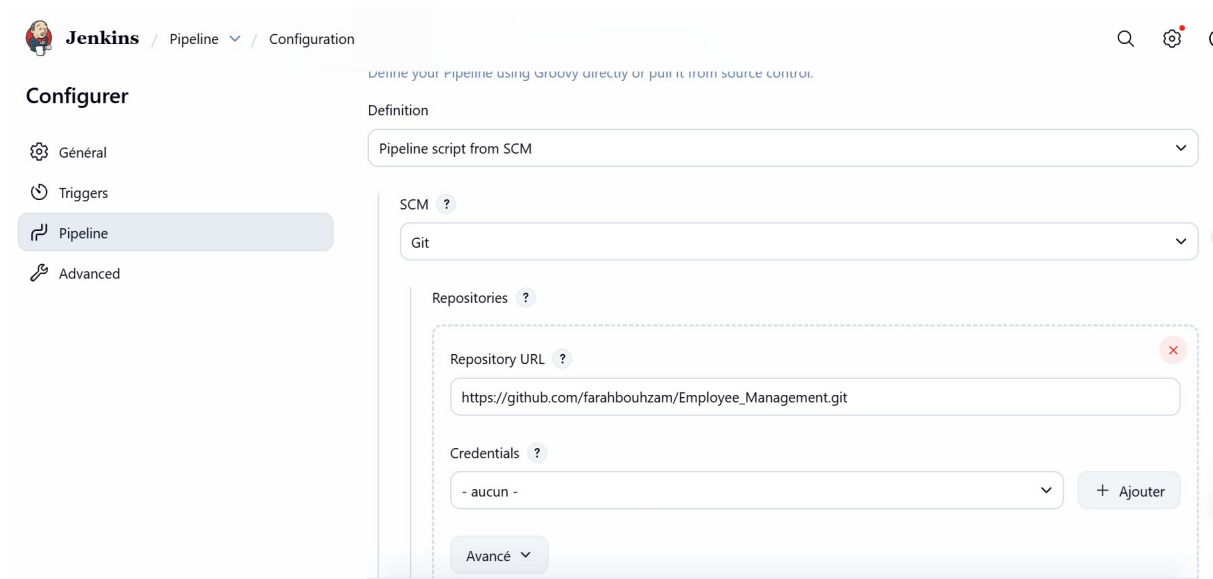 Jenkins / Pipeline / Configuration
Configurer
Général
Triggers
Pipeline
Advanced
Define your Pipeline using Groovy directly or pull it from source control.
Definition
Pipeline script from SCM
SCM ?
Git
Repositories ?
Repository URL ?
https://github.com/farahbouhzam/Employee_Management.git
Credentials ?
- aucun -
+ Ajouter
Avancé